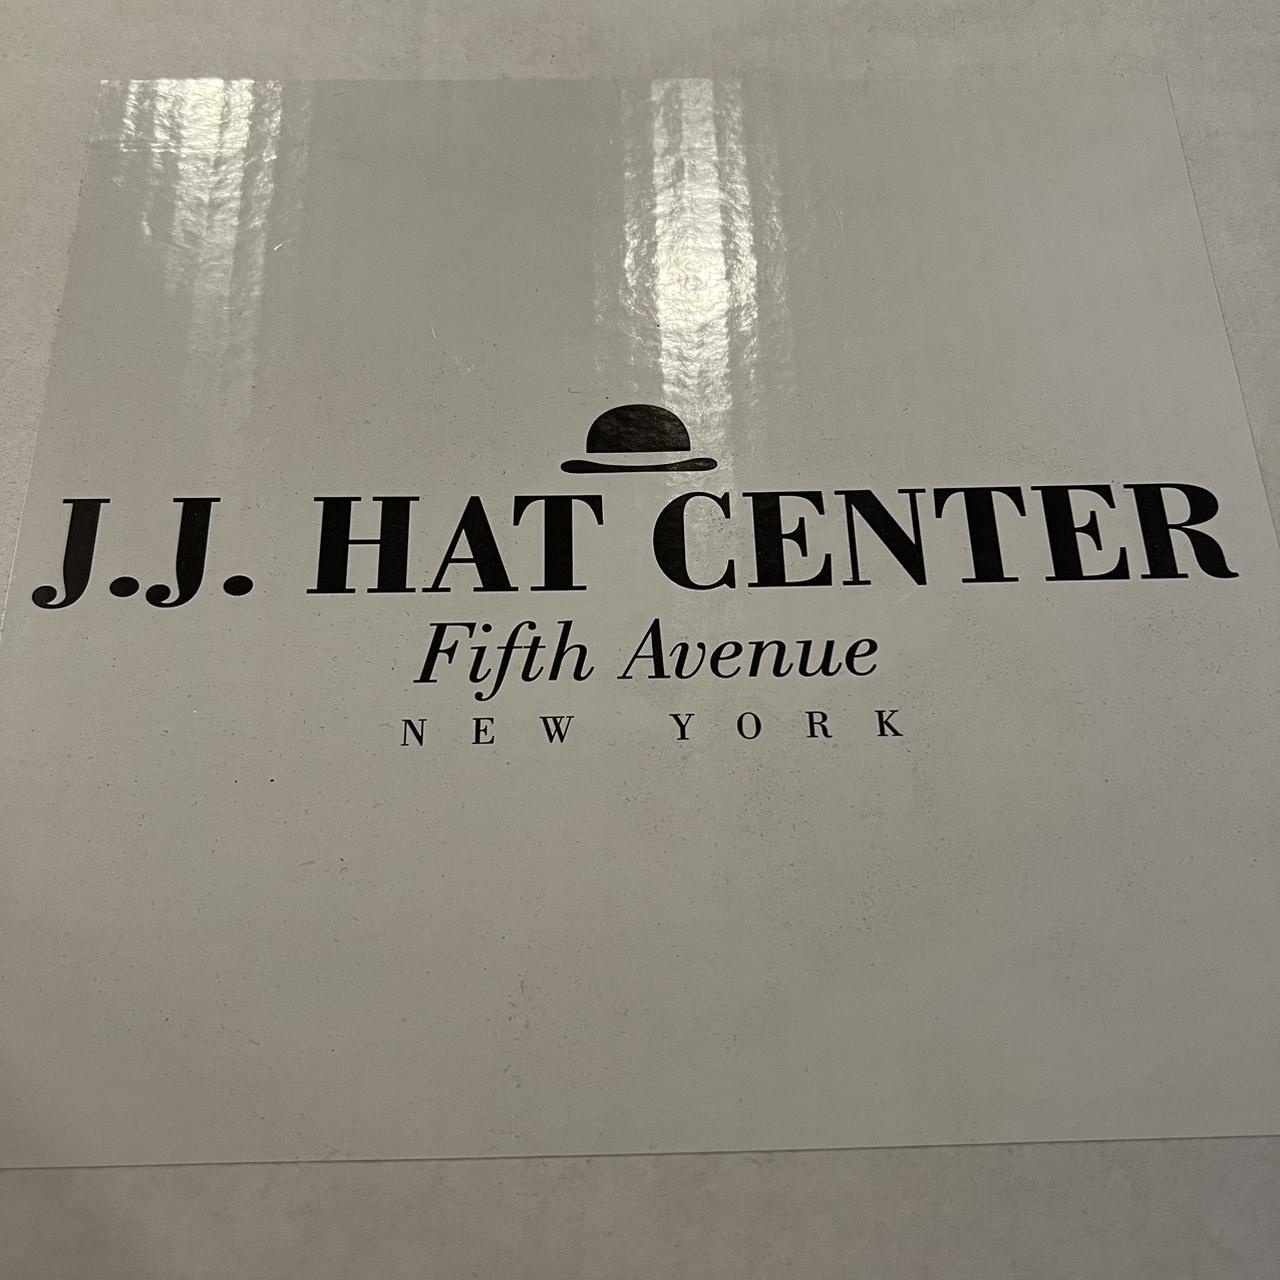 J.J. HAT CENTER
Fifth Avenue
NEW YORK